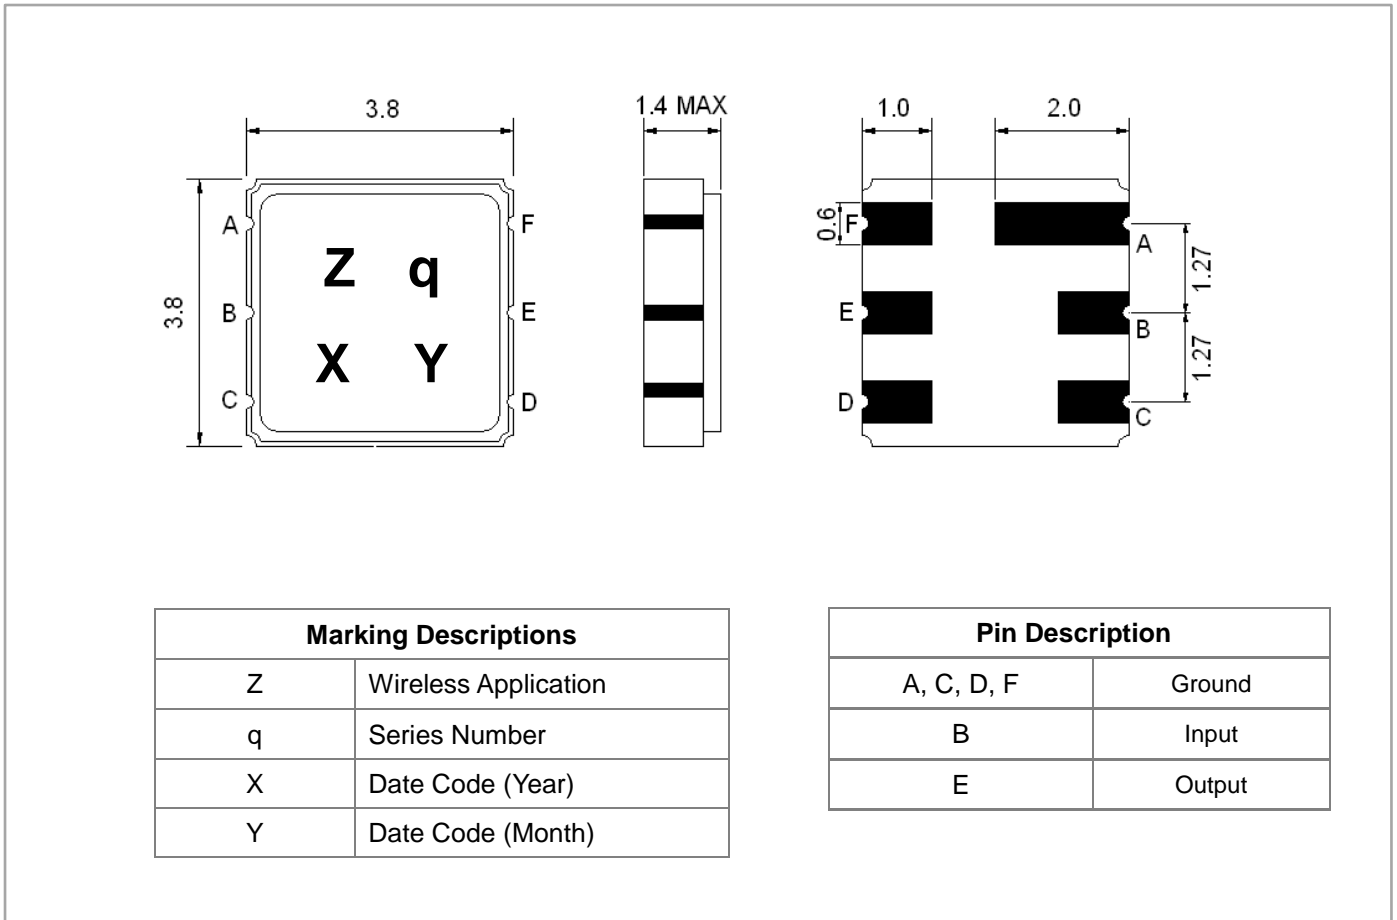 3.8
1.4 MAX
1.0
2.0
3.8
A
B
C
F
E
D
Z q
X Y
0.6
F
E
D
A
B
C
1.27
1.27
Marking Descriptions
Z Wireless Application
q Series Number
X Date Code (Year)
Y Date Code (Month)
Pin Description
A, C, D, F Ground
B Input
E Output